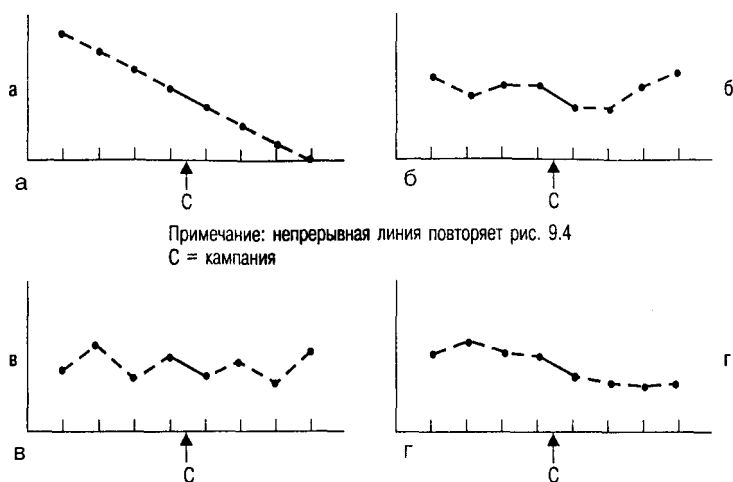 а
б
а
С
б
С
Примечание: непрерывная линия повторяет рис. 9.4
С = кампания
в
г
в
С
г
С